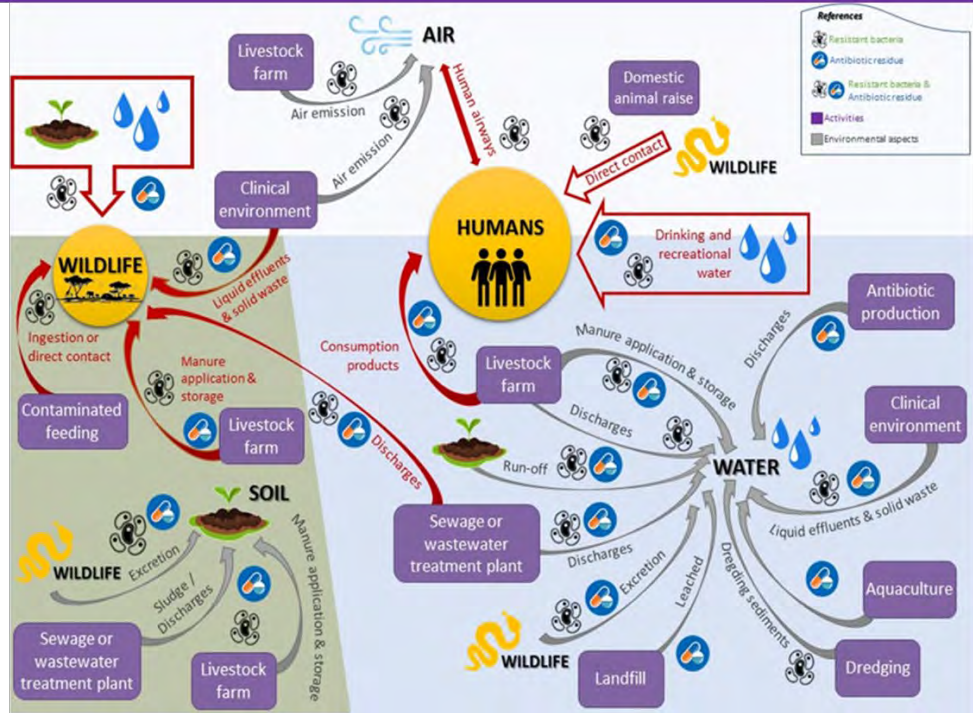 References
Resistant bacteria
Antibiotic residue
Resistant bacteria &
Antibiotic residue
Activities
Environmental aspects
Livestock
farm
AIR
Air emission
Human airways
Domestic
animal raise
Direct contact
WILDLIFE
Air emission
Clinical
environment
HUMANS
Drinking and
recreational
water
WILDLIFE
Liquid effluents
& solid waste
Ingestion or
direct contact
Manure
application &
storage
Contaminated
feeding
Livestock
farm
Discharges
Consumption
products
Livestock
farm
Manure application & storage
Discharges
Antibiotic
production
Discharges
Clinical
environment
Run-off
WATER
Liquid effluents & solid waste
Sewage or
wastewater
treatment plant
Discharges
Excretion
WILDLIFE
Leached
Landfill
Dregding sediments
Dredging
Aquaculture
SOIL
WILDLIFE
Excretion
Sludge /
Discharges
Manure application & storage
Sewage or
wastewater
treatment plant
Livestock
farm